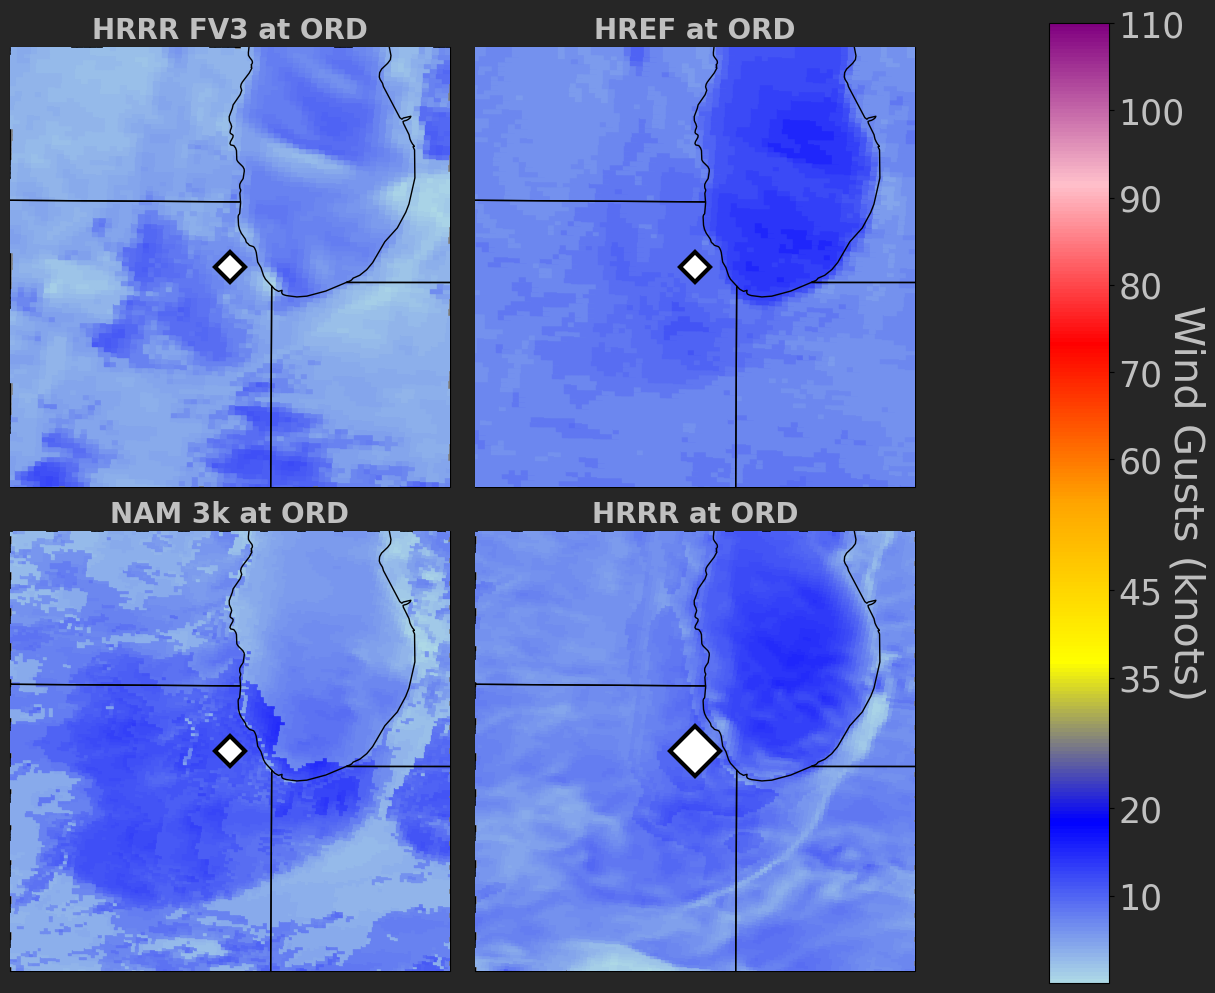 HRRR FV3 at ORD
HREF at ORD
NAM 3k at ORD
HRRR at ORD
110
100
90
80
70
60
45
35
20
10
Wind Gusts (knots)